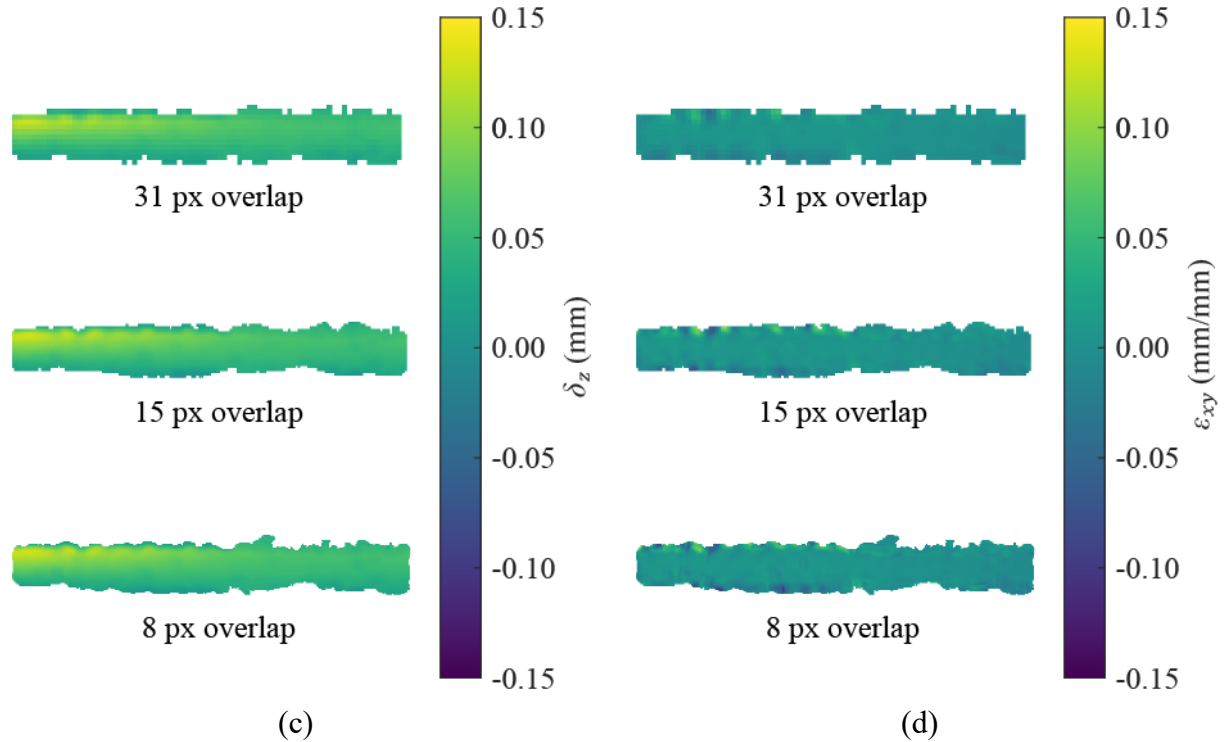 0.15
0.10
0.05
0.00
-0.05
-0.10
-0.15
δz (mm)
31 px overlap
15 px overlap
8 px overlap
(c)
0.15
0.10
0.05
0.00
-0.05
-0.10
-0.15
εxy (mm/mm)
31 px overlap
15 px overlap
8 px overlap
(d)